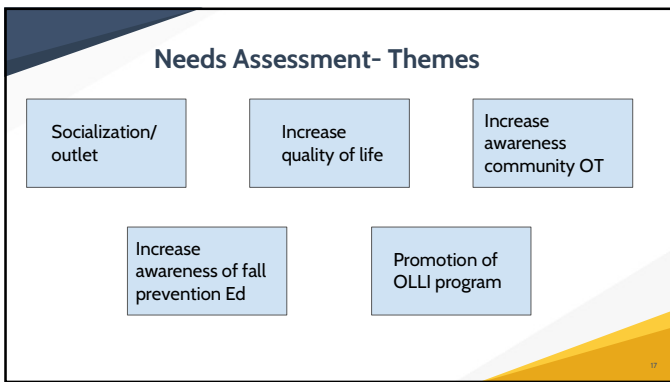 Needs Assessment- Themes
Socialization/
outlet
Increase
quality of life
Increase
awareness
community OT
Increase
awareness of fall
prevention Ed
Promotion of
OLLI program
17